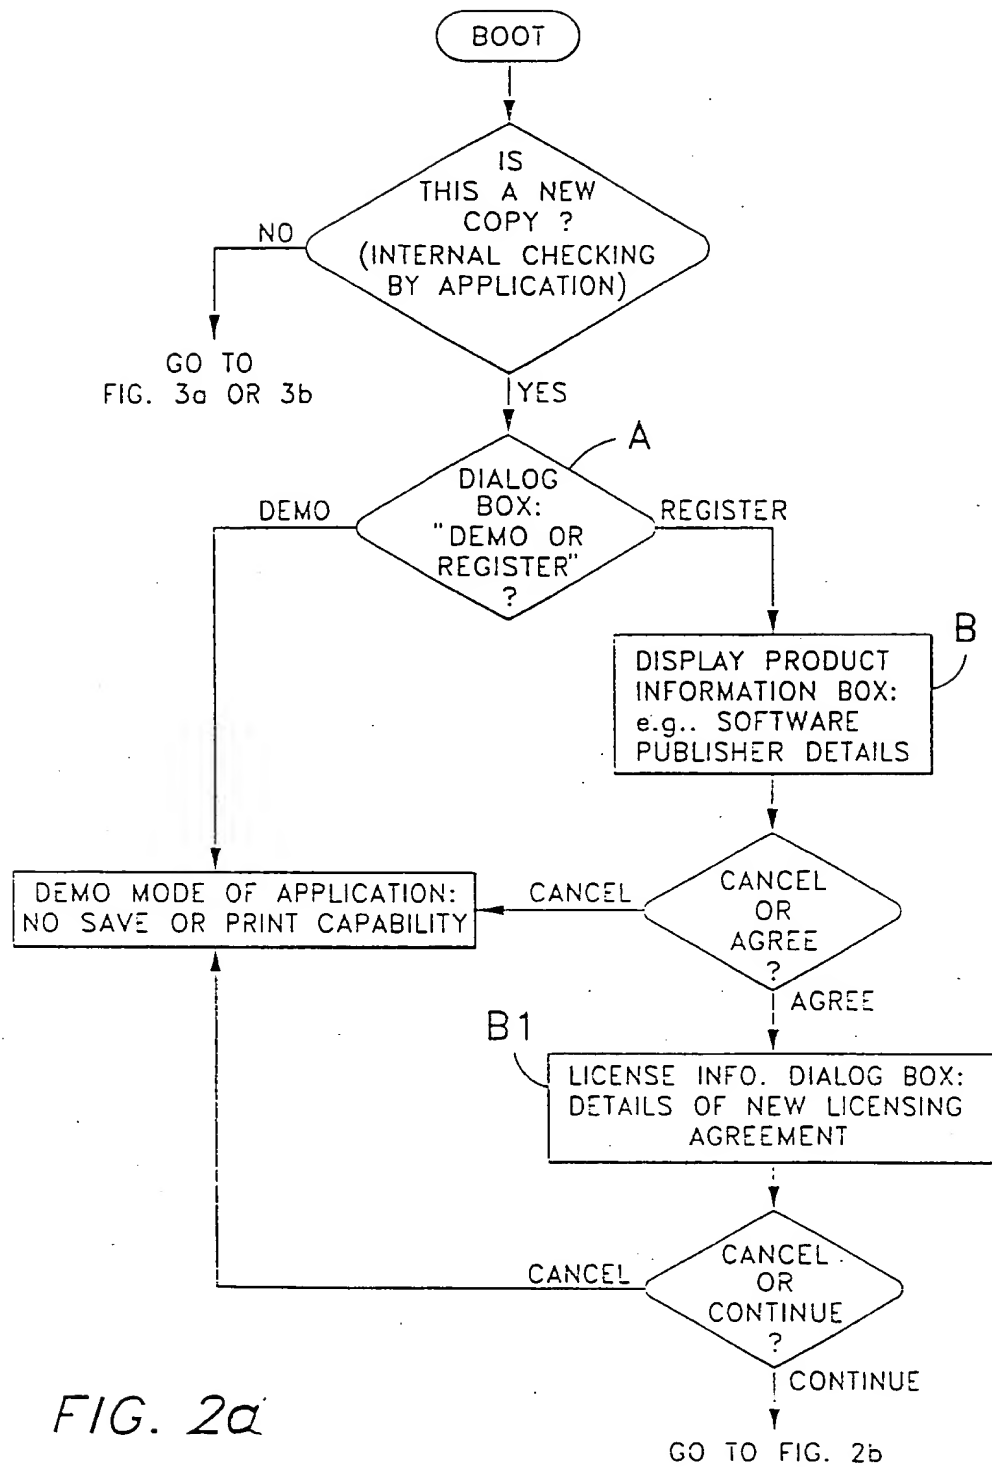 BOOT
IS
THIS A NEW
COPY ?
(INTERNAL CHECKING
BY APPLICATION)
NO
GO TO
FIG. 3a OR 3b
YES
A
DIALOG
BOX:
"DEMO OR
REGISTER"
?
DEMO
REGISTER
B
DISPLAY PRODUCT
INFORMATION BOX:
e.g.. SOFTWARE
PUBLISHER DETAILS
DEMO MODE OF APPLICATION:
NO SAVE OR PRINT CAPABILITY
CANCEL
CANCEL
OR
AGREE
?
AGREE
B1
LICENSE INFO. DIALOG BOX:
DETAILS OF NEW LICENSING
AGREEMENT
CANCEL
CANCEL
OR
CONTINUE
?
CONTINUE
GO TO FIG. 2b
FIG. 2a